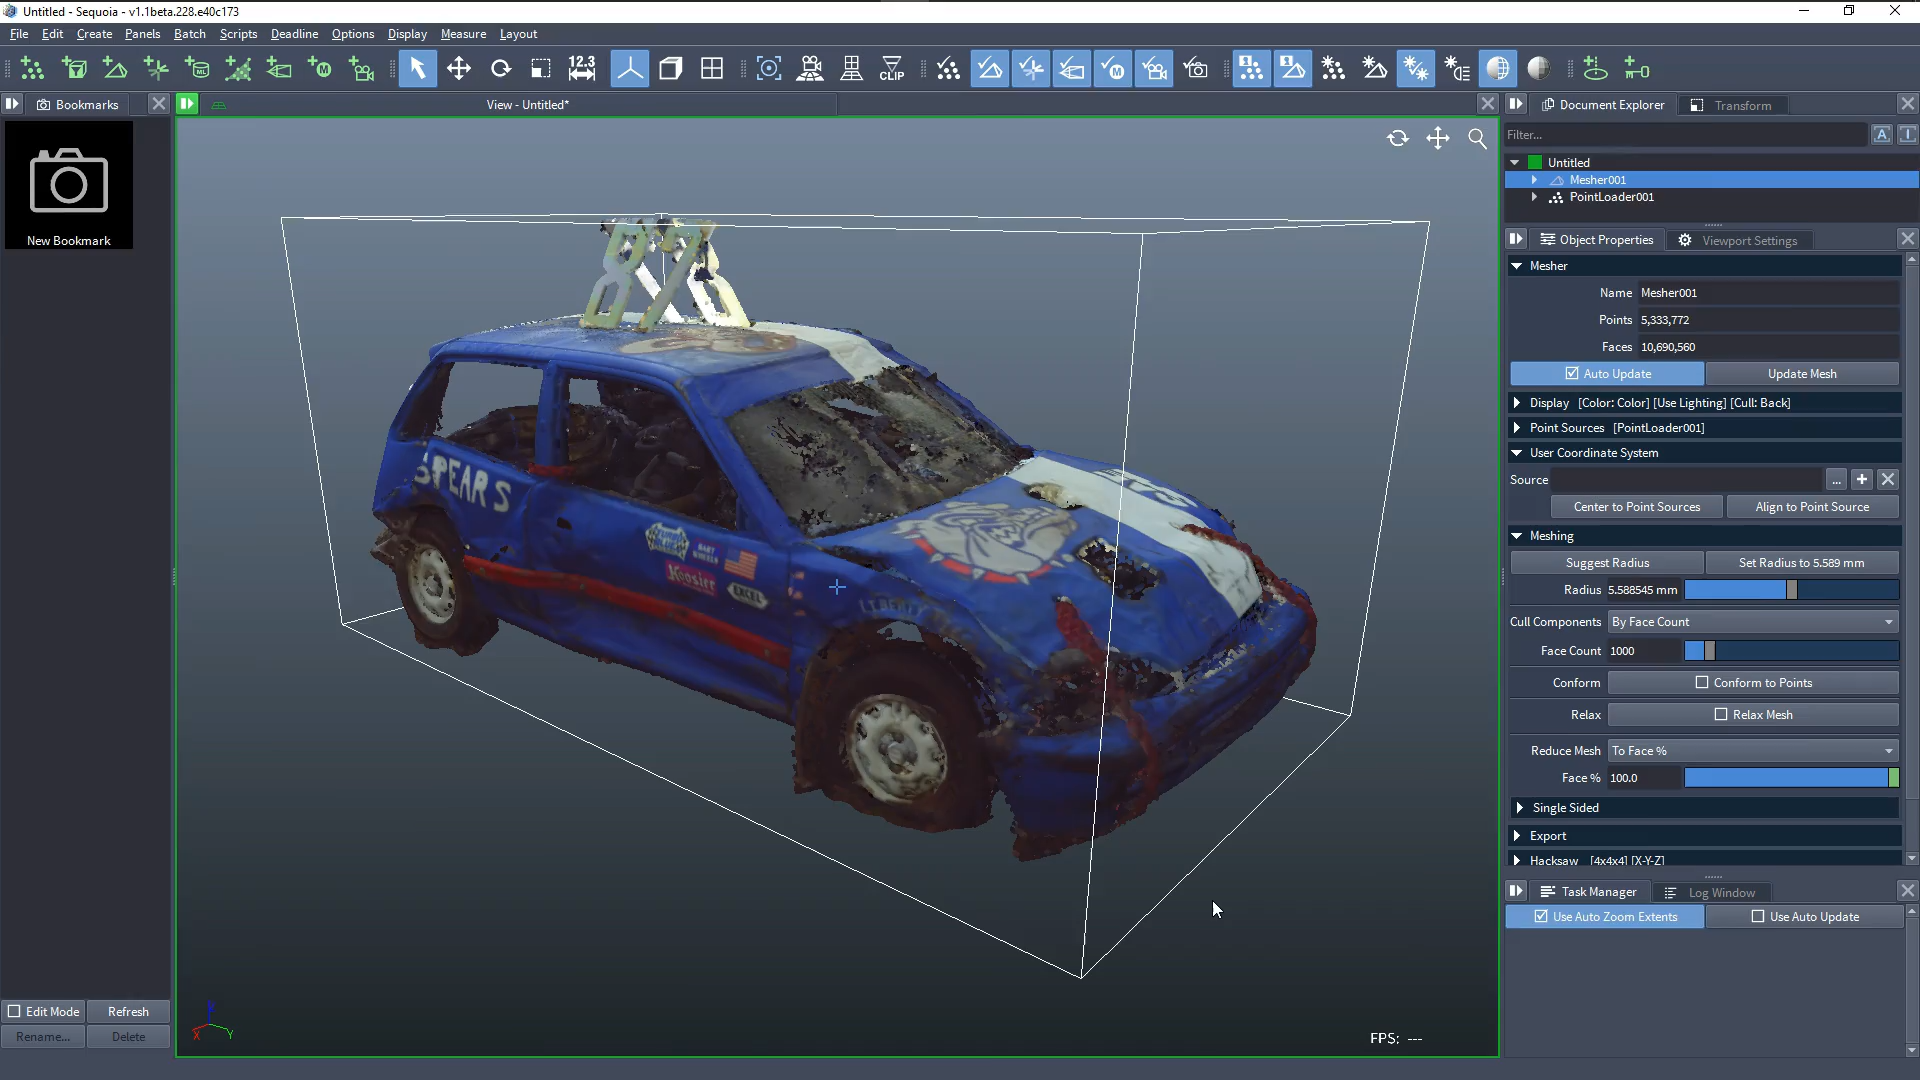 Untitled - Sequoia - v1.1beta.228.e40c173
File Edit Create Panels Batch Scripts Deadline Options Display Measure Layout
12.3
CLIP
Bookmarks
View - Untitled*
Document Explorer
Transform
New Bookmark
Filter...
A
Untitled
Mesher001
PointLoader001
Object Properties
Viewport Settings
Mesher
Name Mesher001
Points 5,333,772
Faces 10,690,560
Auto Update
Update Mesh
Display [Color: Color] [Use Lighting] [Cull: Back]
Point Sources [PointLoader001]
User Coordinate System
Source ...
Center to Point Sources
Align to Point Source
Meshing
Suggest Radius
Set Radius to 5.589 mm
Radius 5.588545 mm
Cull Components By Face Count
Face Count 1000
Conform Conform to Points
Relax Relax Mesh
Reduce Mesh To Face %
Face % 100.0
Single Sided
Export
Hacksaw [4x4x4] [X-Y-Z]
Task Manager
Log Window
Use Auto Zoom Extents
Use Auto Update
SPEARS
Hoosier
EXCEL
LIBERTY
Edit Mode
Refresh
Rename...
Delete
X
Y
FPS: ---